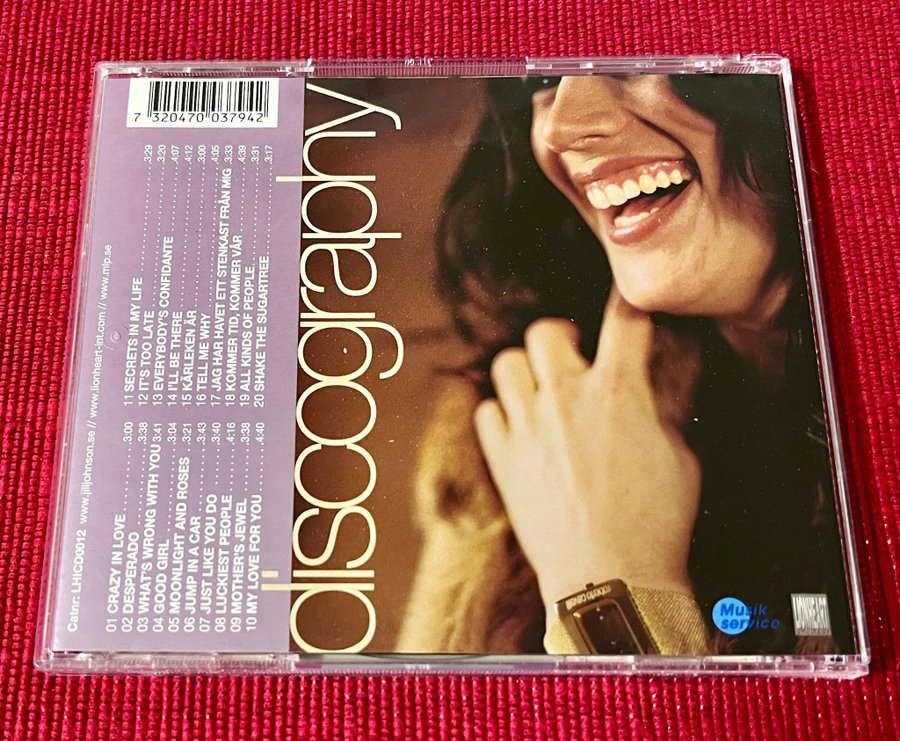 Catnr: LHICD0012 www.jilljohnson.se // www.lionheart-int.com // www.mlp.se
01 CRAZY IN LOVE 3:00
02 DESPERADO 3:38
03 WHAT'S WRONG WITH YOU 3:41
04 GOOD GIRL 3:04
05 MOONLIGHT AND ROSES 3:21
06 JUMP IN A CAR 3:43
07 JUST LIKE YOU DO 3:40
08 LUCKIEST PEOPLE 4:16
09 MOTHER'S JEWEL 3:38
10 MY LOVE FOR YOU 4:40
11 SECRETS IN MY LIFE 3:29
12 IT'S TOO LATE 3:20
13 EVERYBODY'S CONFIDANTE 4:07
14 I'LL BE THERE 4:12
15 KÄRLEKEN ÄR 3:00
16 TELL ME WHY 4:05
17 JAG HAR HAVET ETT STENKAST FRÅN MIG 3:33
18 KOMMER TID, KOMMER VÅR 4:39
19 ALL KINDS OF PEOPLE 3:31
20 SHAKE THE SUGARTREE 3:17
7 320470 037942
discography
roberto cavalli
Musik
service
LIONHEART